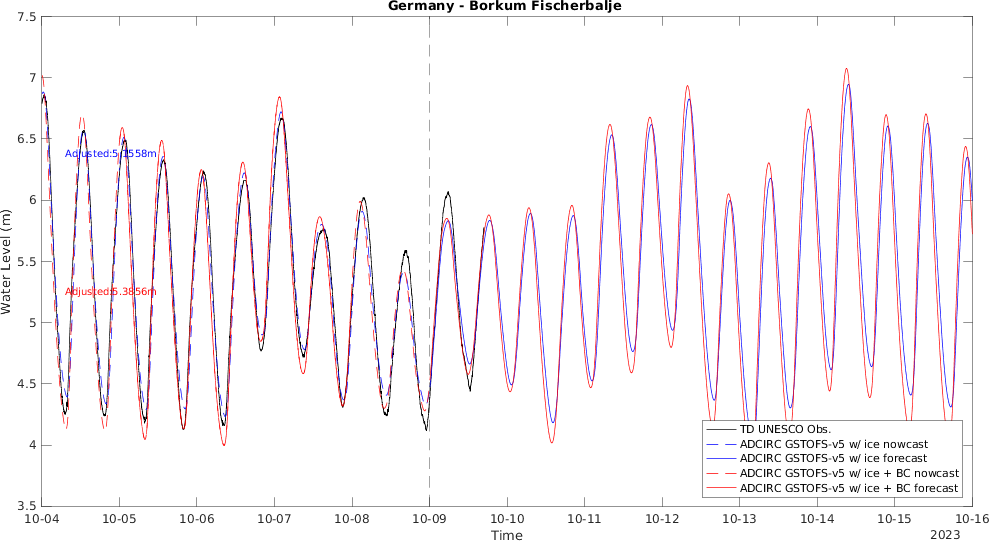 Germany - Borkum Fischerbalje
7.5
7
6.5
6
5.5
5
4.5
4
3.5
Water Level (m)
Adjusted:5.1558m
Adjusted:5.3856m
TD UNESCO Obs.
ADCIRC GSTOFS-v5 w/ ice nowcast
ADCIRC GSTOFS-v5 w/ ice forecast
ADCIRC GSTOFS-v5 w/ ice + BC nowcast
ADCIRC GSTOFS-v5 w/ ice + BC forecast
10-04 10-05 10-06 10-07 10-08 10-09 10-10 10-11 10-12 10-13 10-14 10-15 10-16
Time
2023